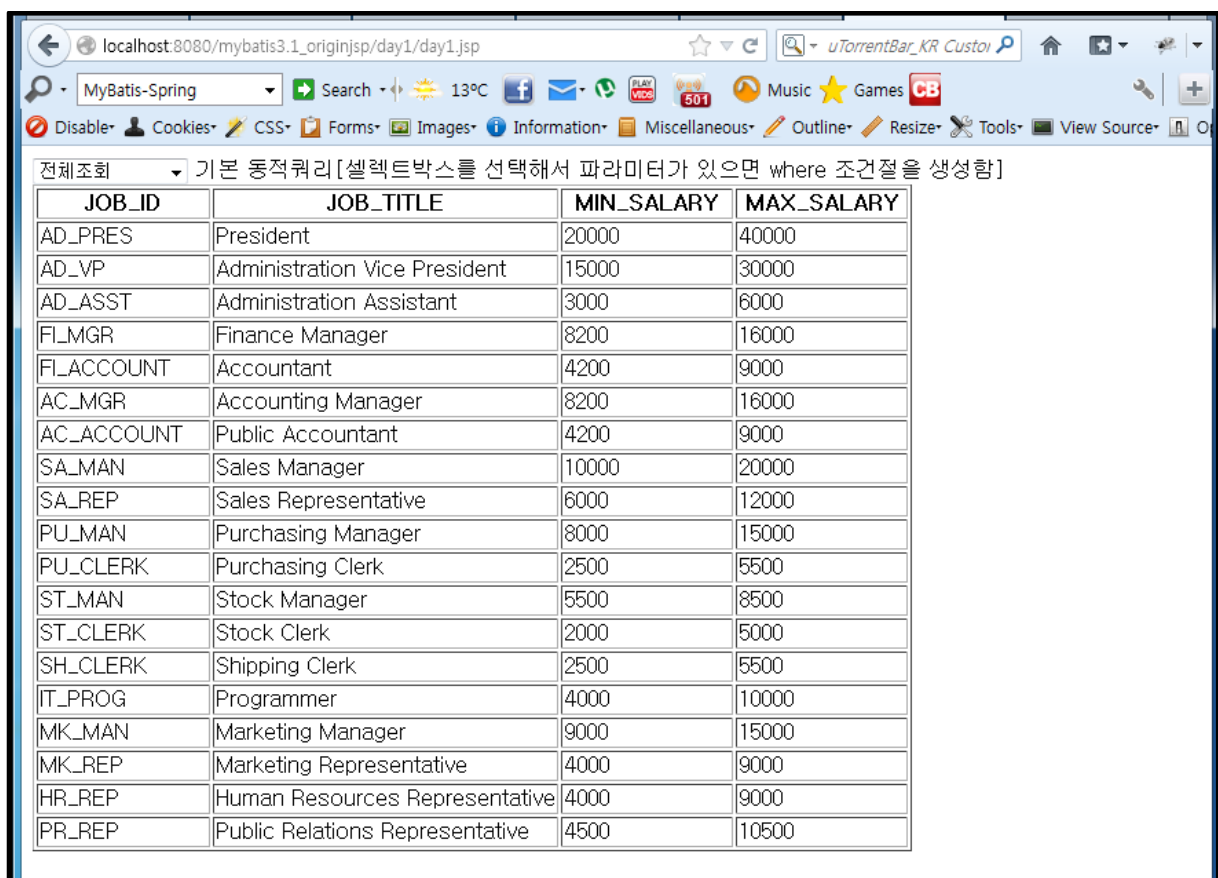 localhost:8080/mybatis3.1_originjsp/day1/day1.jsp uTorrentBar_KR Custor
MyBatis-Spring Search 13ºC PLAY VIDS 501 Music Games CB
Disable Cookies CSS Forms Images Information Miscellaneous Outline Resize Tools View Source
전체조회 기본 동적쿼리[셀렉트박스를 선택해서 파라미터가 있으면 where 조건절을 생성함]
JOB_ID JOB_TITLE MIN_SALARY MAX_SALARY
AD_PRES President 20000 40000
AD_VP Administration Vice President 15000 30000
AD_ASST Administration Assistant 3000 6000
FI_MGR Finance Manager 8200 16000
FI_ACCOUNT Accountant 4200 9000
AC_MGR Accounting Manager 8200 16000
AC_ACCOUNT Public Accountant 4200 9000
SA_MAN Sales Manager 10000 20000
SA_REP Sales Representative 6000 12000
PU_MAN Purchasing Manager 8000 15000
PU_CLERK Purchasing Clerk 2500 5500
ST_MAN Stock Manager 5500 8500
ST_CLERK Stock Clerk 2000 5000
SH_CLERK Shipping Clerk 2500 5500
IT_PROG Programmer 4000 10000
MK_MAN Marketing Manager 9000 15000
MK_REP Marketing Representative 4000 9000
HR_REP Human Resources Representative 4000 9000
PR_REP Public Relations Representative 4500 10500